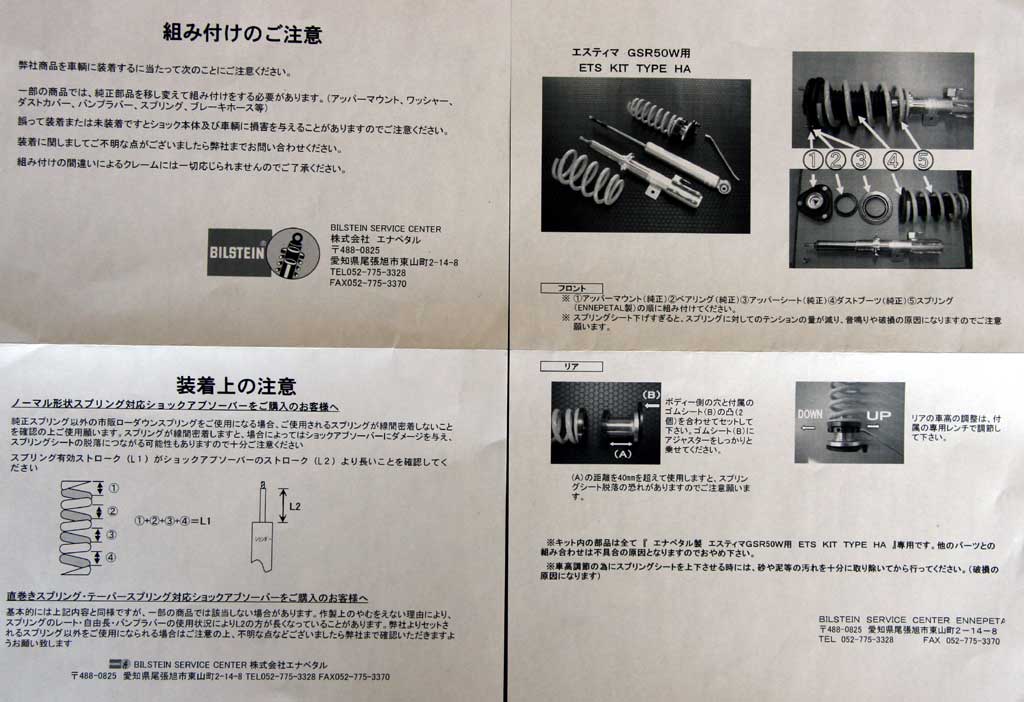 組み付けのご注意
弊社商品を車輌に装着するに当たって次のことにご注意ください。
一部の商品では、純正部品を移し変えて組み付けをする必要があります。(アッパーマウント、ワッシャー、
ダストカバー、バンプラバー、スプリング、ブレーキホース等)
誤って装着または未装着ですとショック本体及び車輌に損害を与えることがありますのでご注意ください。
装着に関しましてご不明な点がございましたら弊社までお問い合わせください。
組み付けの間違いによるクレームには一切応じられませんのでご了承ください。
BILSTEIN®
BILSTEIN SERVICE CENTER
株式会社 エナペタル
〒488-0825
愛知県尾張旭市東山町2-14-8
TEL052-775-3328
FAX052-775-3370
エスティマ GSR50W用
ETS KIT TYPE HA
① ② ③ ④ ⑤
フロント
※ ①アッパーマウント(純正)②ベアリング(純正)③アッパーシート(純正)④ダストブーツ(純正)⑤スプリング
(ENNEPETAL製)の順に組み付けてください。
※ スプリングシート下げすぎると、スプリングに対してのテンションの量が減り、音鳴りや破損の原因になりますのでご注意
願います。
装着上の注意
ノーマル形状スプリング対応ショックアブソーバーをご購入のお客様へ
純正スプリング以外の市販ローダウンスプリングをご使用になる場合、ご使用されるスプリングが線間密着しないこと
を確認の上ご使用願います。スプリングが線間密着しますと、場合によってはショックアブソーバーにダメージを与え、
スプリングシートの脱落につながる可能性もありますので十分ご注意ください
スプリング有効ストローク(L1)がショックアブソーバーのストローク(L2)より長いことを確認してく
ださい
①
②
③
④
①+②+③+④=L1
L2
シリンダー
直巻きスプリング・テーパースプリング対応ショックアブソーバーをご購入のお客様へ
基本的には上記内容と同様ですが、一部の商品では該当しない場合があります。作製上のやむをえない理由により、
スプリングのレート・自由長・バンプラバーの使用状況によりL2の方が長くなっていることがあります。弊社よりセットさ
れるスプリング以外をご使用になられる場合はご注意の上、不明な点などございましたら弊社まで確認いただきますよ
うお願い致します
BILSTEIN SERVICE CENTER 株式会社エナペタル
〒488-0825 愛知県尾張旭市東山町2-14-8 TEL052-775-3328 FAX052-775-3370
リア
(B)
(A)
ボディー側の穴と付属の
ゴムシート(B)の凸(2
個)を合わせてセットして
下さい。ゴムシート(B)に
アジャスターをしっかりと
乗せてください。
DOWN UP
リアの車高の調整は、付
属の専用レンチで調節し
て下さい。
(A)の距離を40mmを超えて使用しますと、スプリン
グシート脱落の恐れがありますのでご注意願いま
す。
※キット内の部品は全て『 エナペタル製 エスティマGSR50W用 ETS KIT TYPE HA 』専用です。他のパーツとの
組み合わせは不具合の原因となりますのでおやめ下さい。
※車高調節の為にスプリングシートを上下させる時には、砂や泥等の汚れを十分に取り除いてから行ってください。(破損の
原因になります)
BILSTEIN SERVICE CENTER ENNEPETA
〒488-0825 愛知県尾張旭市東山町2-14-8
TEL 052-775-3328 FAX 052-775-3370